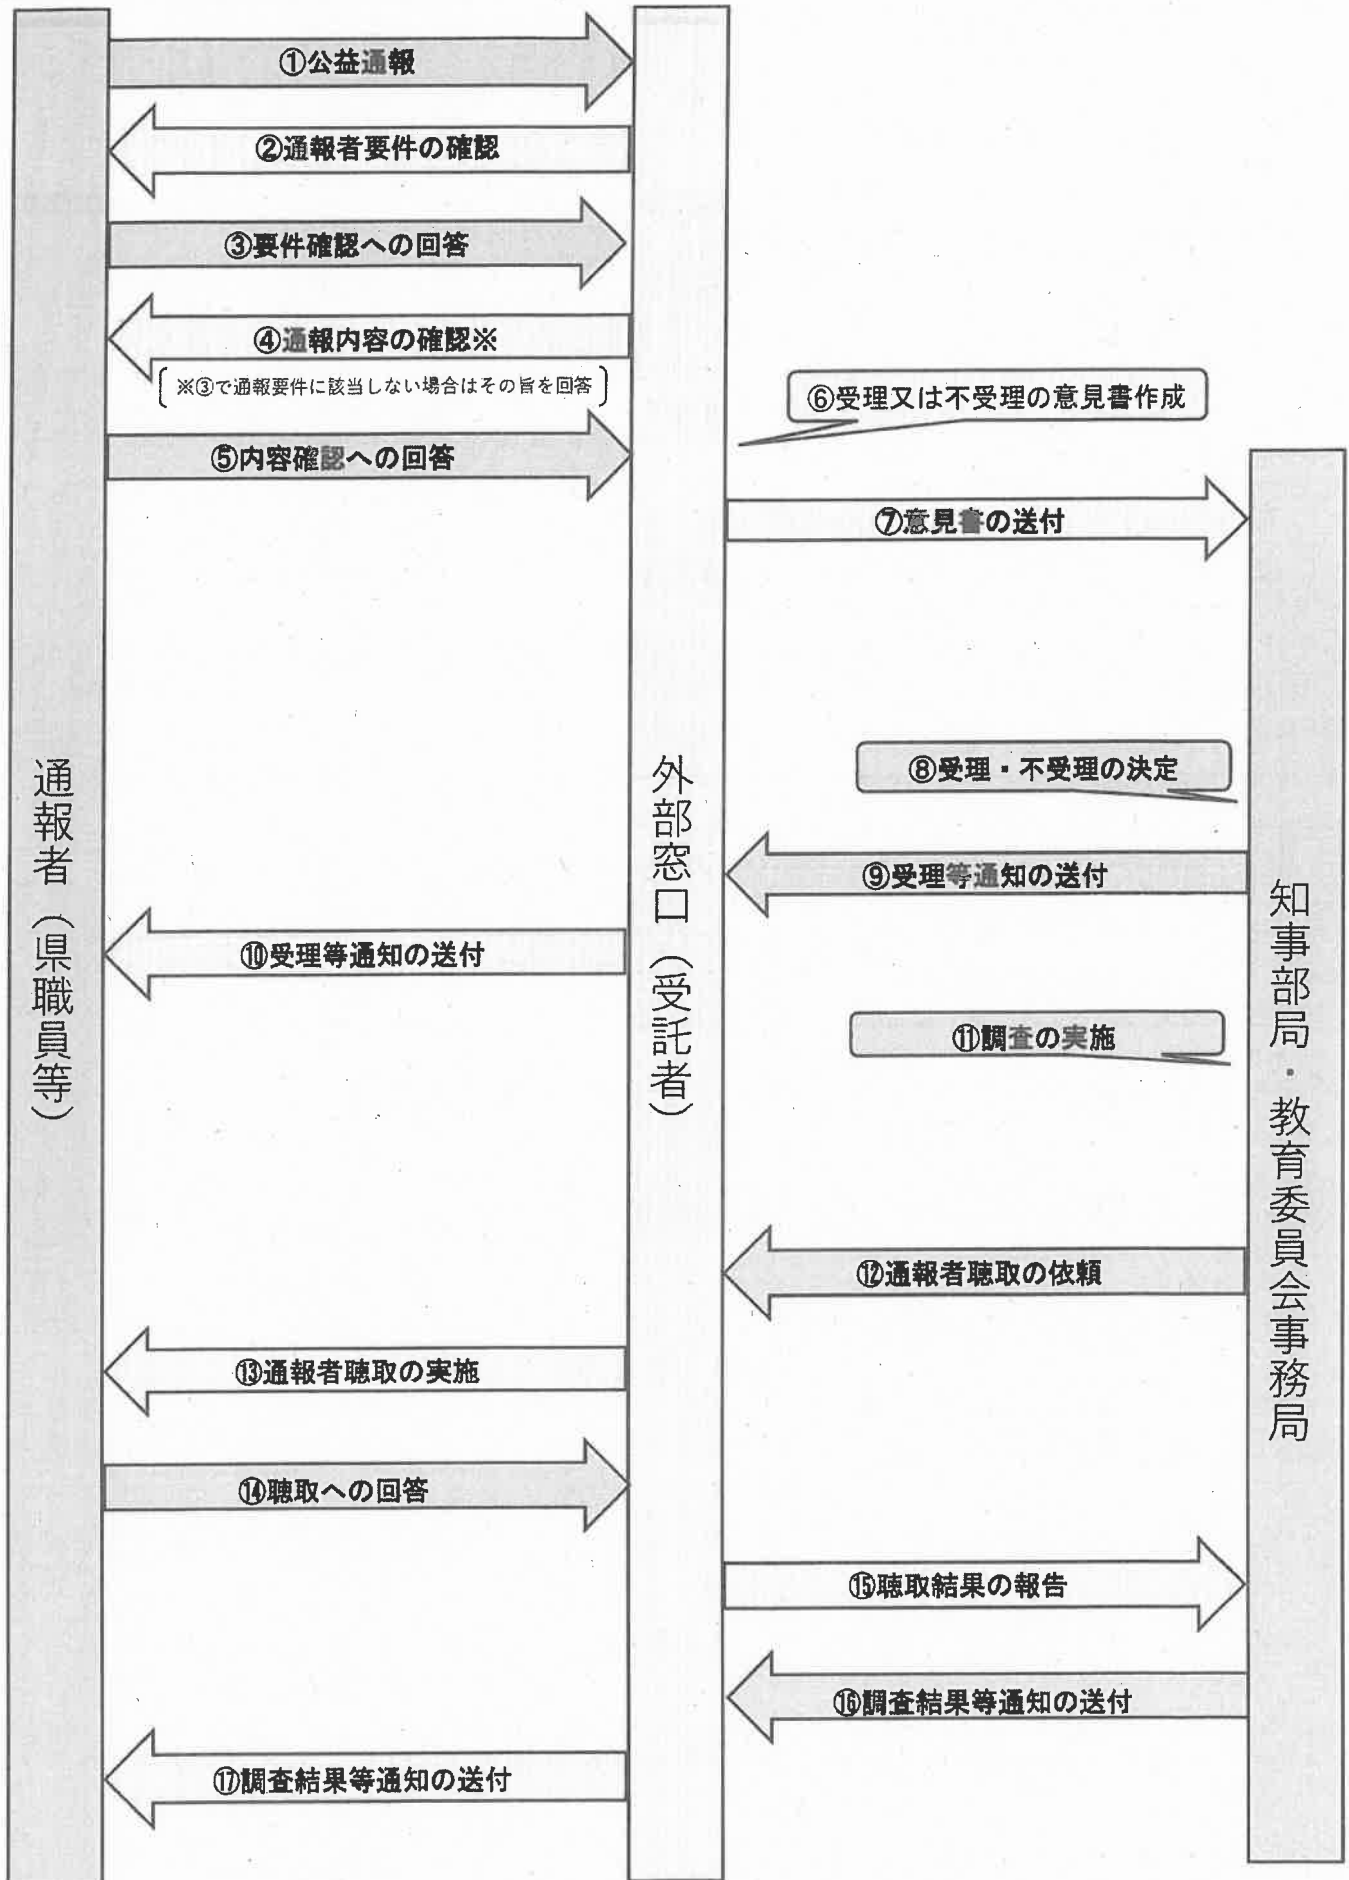 ①公益通報
②通報者要件の確認
③要件確認への回答
④通報内容の確認※
※③で通報要件に該当しない場合はその旨を回答
⑤内容確認への回答
⑥受理又は不受理の意見書作成
⑦意見書の送付
⑧受理・不受理の決定
⑨受理等通知の送付
⑩受理等通知の送付
⑪調査の実施
⑫通報者聴取の依頼
⑬通報者聴取の実施
⑭聴取への回答
⑮聴取結果の報告
⑯調査結果等通知の送付
⑰調査結果等通知の送付
通報者（県職員等）
外部窓口（受託者）
知事部局・教育委員会事務局